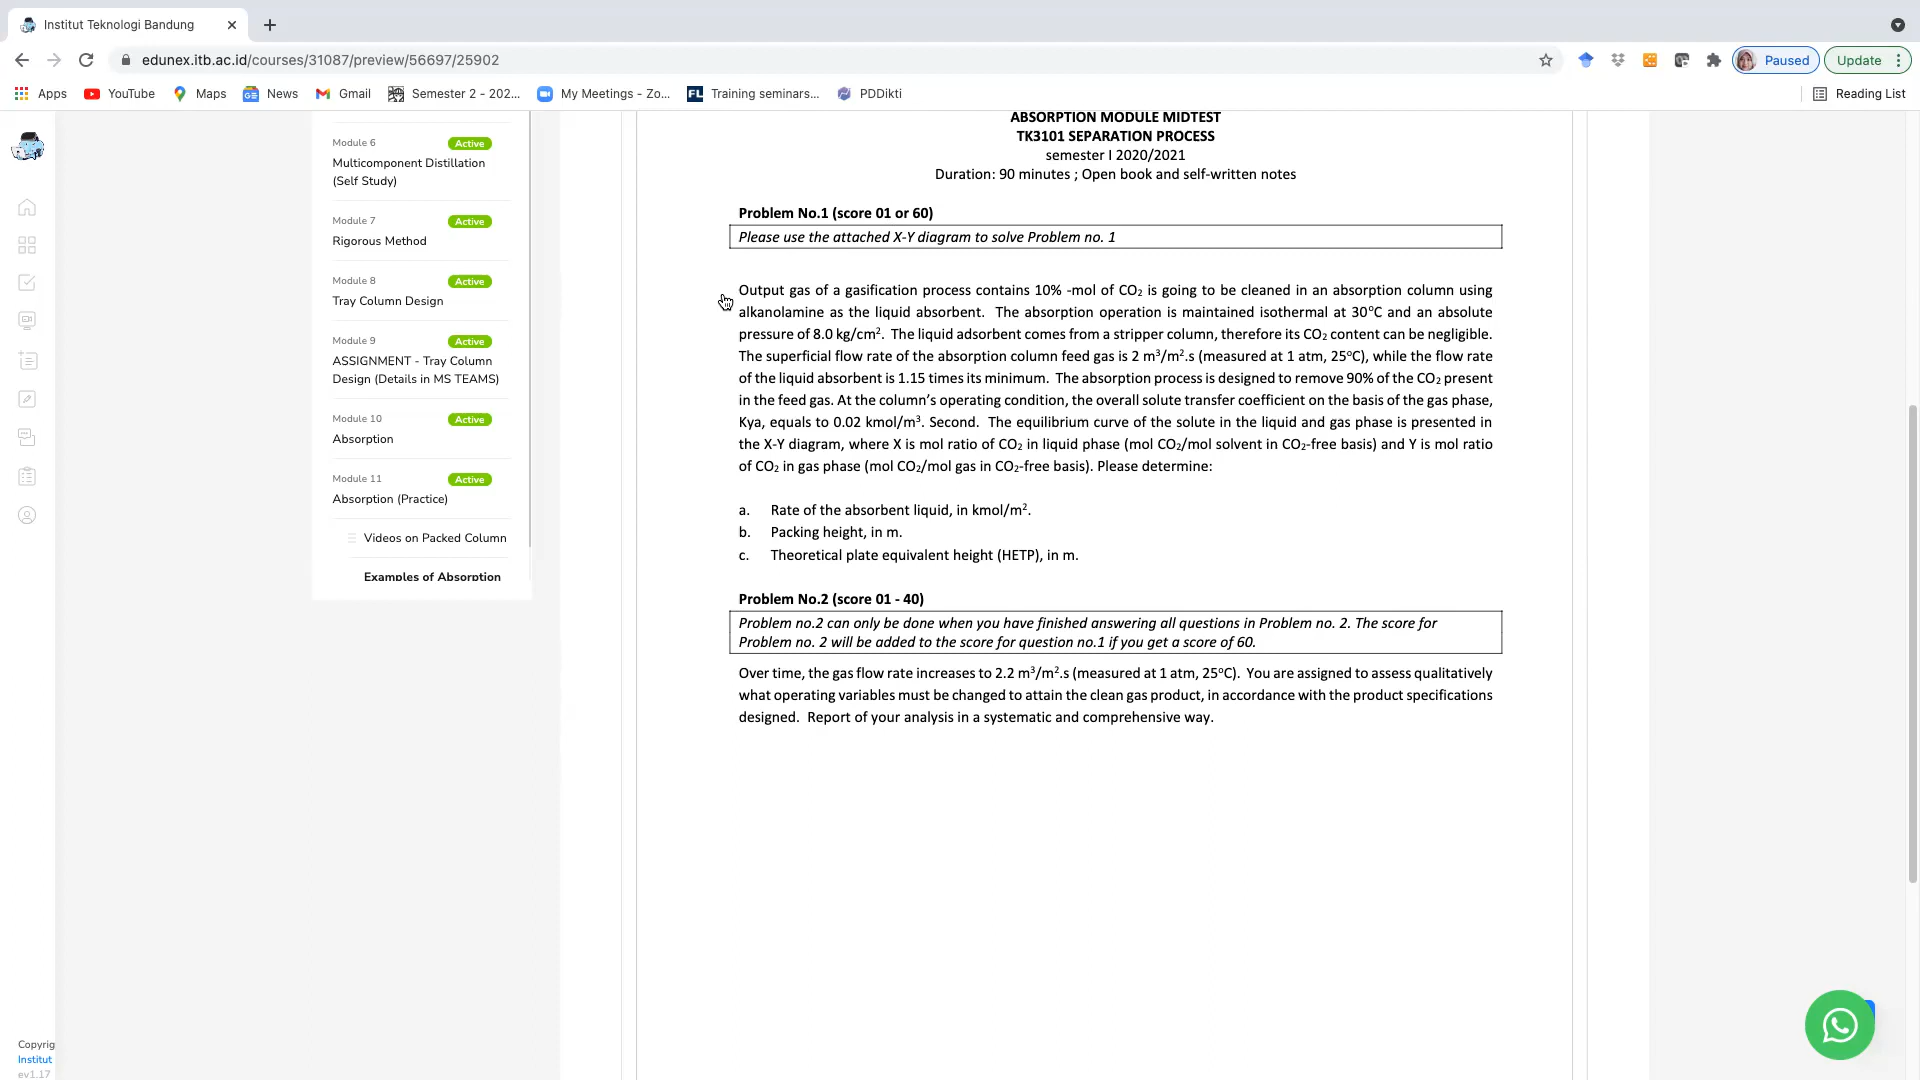 Institut Teknologi Bandung
edunex.itb.ac.id/courses/31087/preview/56697/25902
Paused
Update
Apps
YouTube
Maps
News
Gmail
Semester 2 - 202...
My Meetings - Zo...
FL
Training seminars...
PDDikti
Reading List
Module 6
Active
Multicomponent Distillation
(Self Study)
Module 7
Active
Rigorous Method
Module 8
Active
Tray Column Design
Module 9
Active
ASSIGNMENT - Tray Column
Design (Details in MS TEAMS)
Module 10
Active
Absorption
Module 11
Active
Absorption (Practice)
Videos on Packed Column
Examples of Absorption
Copyrig
Institut
ev1.17
ABSORPTION MODULE MIDTEST
TK3101 SEPARATION PROCESS
semester I 2020/2021
Duration: 90 minutes ; Open book and self-written notes
Problem No.1 (score 01 or 60)
Please use the attached X-Y diagram to solve Problem no. 1
Output gas of a gasification process contains 10% -mol of CO₂ is going to be cleaned in an absorption column using
alkanolamine as the liquid absorbent. The absorption operation is maintained isothermal at 30°C and an absolute
pressure of 8.0 kg/cm². The liquid adsorbent comes from a stripper column, therefore its CO₂ content can be negligible.
The superficial flow rate of the absorption column feed gas is 2 m³/m².s (measured at 1 atm, 25°C), while the flow rate
of the liquid absorbent is 1.15 times its minimum. The absorption process is designed to remove 90% of the CO₂ present
in the feed gas. At the column's operating condition, the overall solute transfer coefficient on the basis of the gas phase,
Kya, equals to 0.02 kmol/m³. Second. The equilibrium curve of the solute in the liquid and gas phase is presented in
the X-Y diagram, where X is mol ratio of CO₂ in liquid phase (mol CO₂/mol solvent in CO₂-free basis) and Y is mol ratio
of CO₂ in gas phase (mol CO₂/mol gas in CO₂-free basis). Please determine:
a. Rate of the absorbent liquid, in kmol/m².
b. Packing height, in m.
c. Theoretical plate equivalent height (HETP), in m.
Problem No.2 (score 01 - 40)
Problem no.2 can only be done when you have finished answering all questions in Problem no. 2. The score for
Problem no. 2 will be added to the score for question no.1 if you get a score of 60.
Over time, the gas flow rate increases to 2.2 m³/m².s (measured at 1 atm, 25°C). You are assigned to assess qualitatively
what operating variables must be changed to attain the clean gas product, in accordance with the product specifications
designed. Report of your analysis in a systematic and comprehensive way.